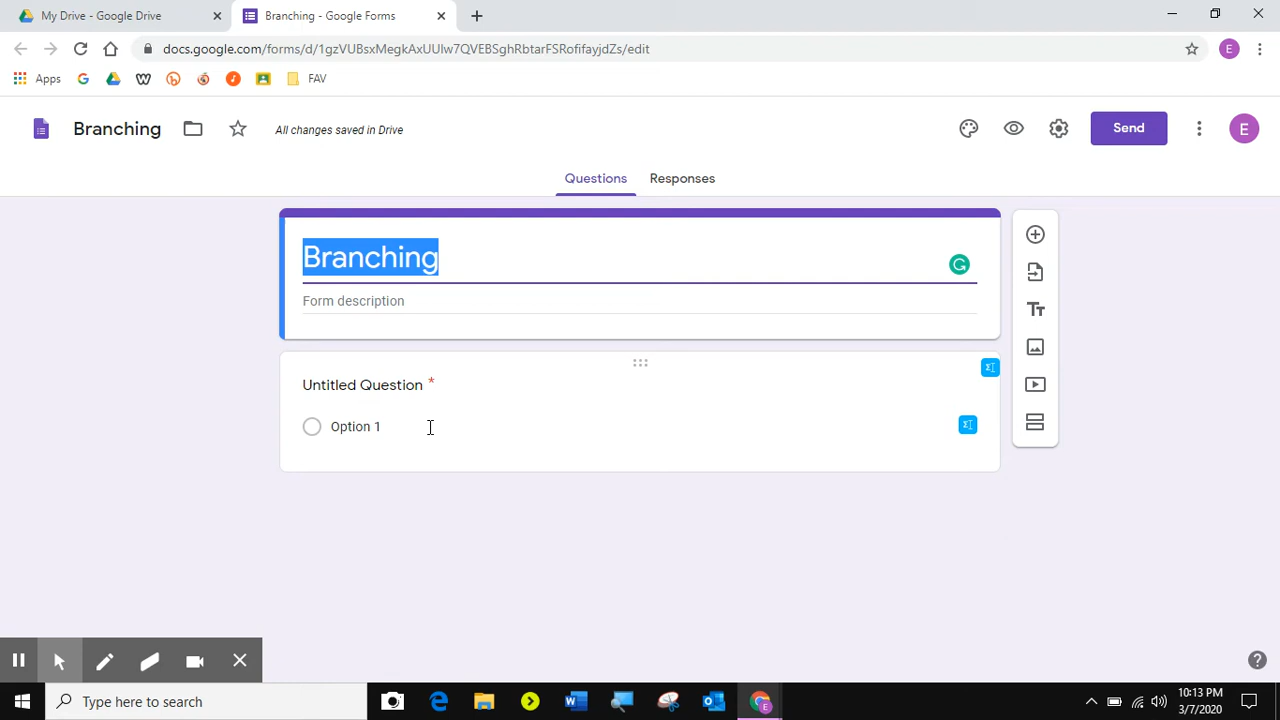 My Drive - Google Drive
Branching - Google Forms
docs.google.com/forms/d/1gzVUBsxMegkAxUUlw7QVEBSghRbtarFSRofifayjdZs/edit
E
Apps
G
FAV
Branching
All changes saved in Drive
Send
E
Questions
Responses
Branching
Form description
Untitled Question *
Option 1
Type here to search
10:13 PM
3/7/2020